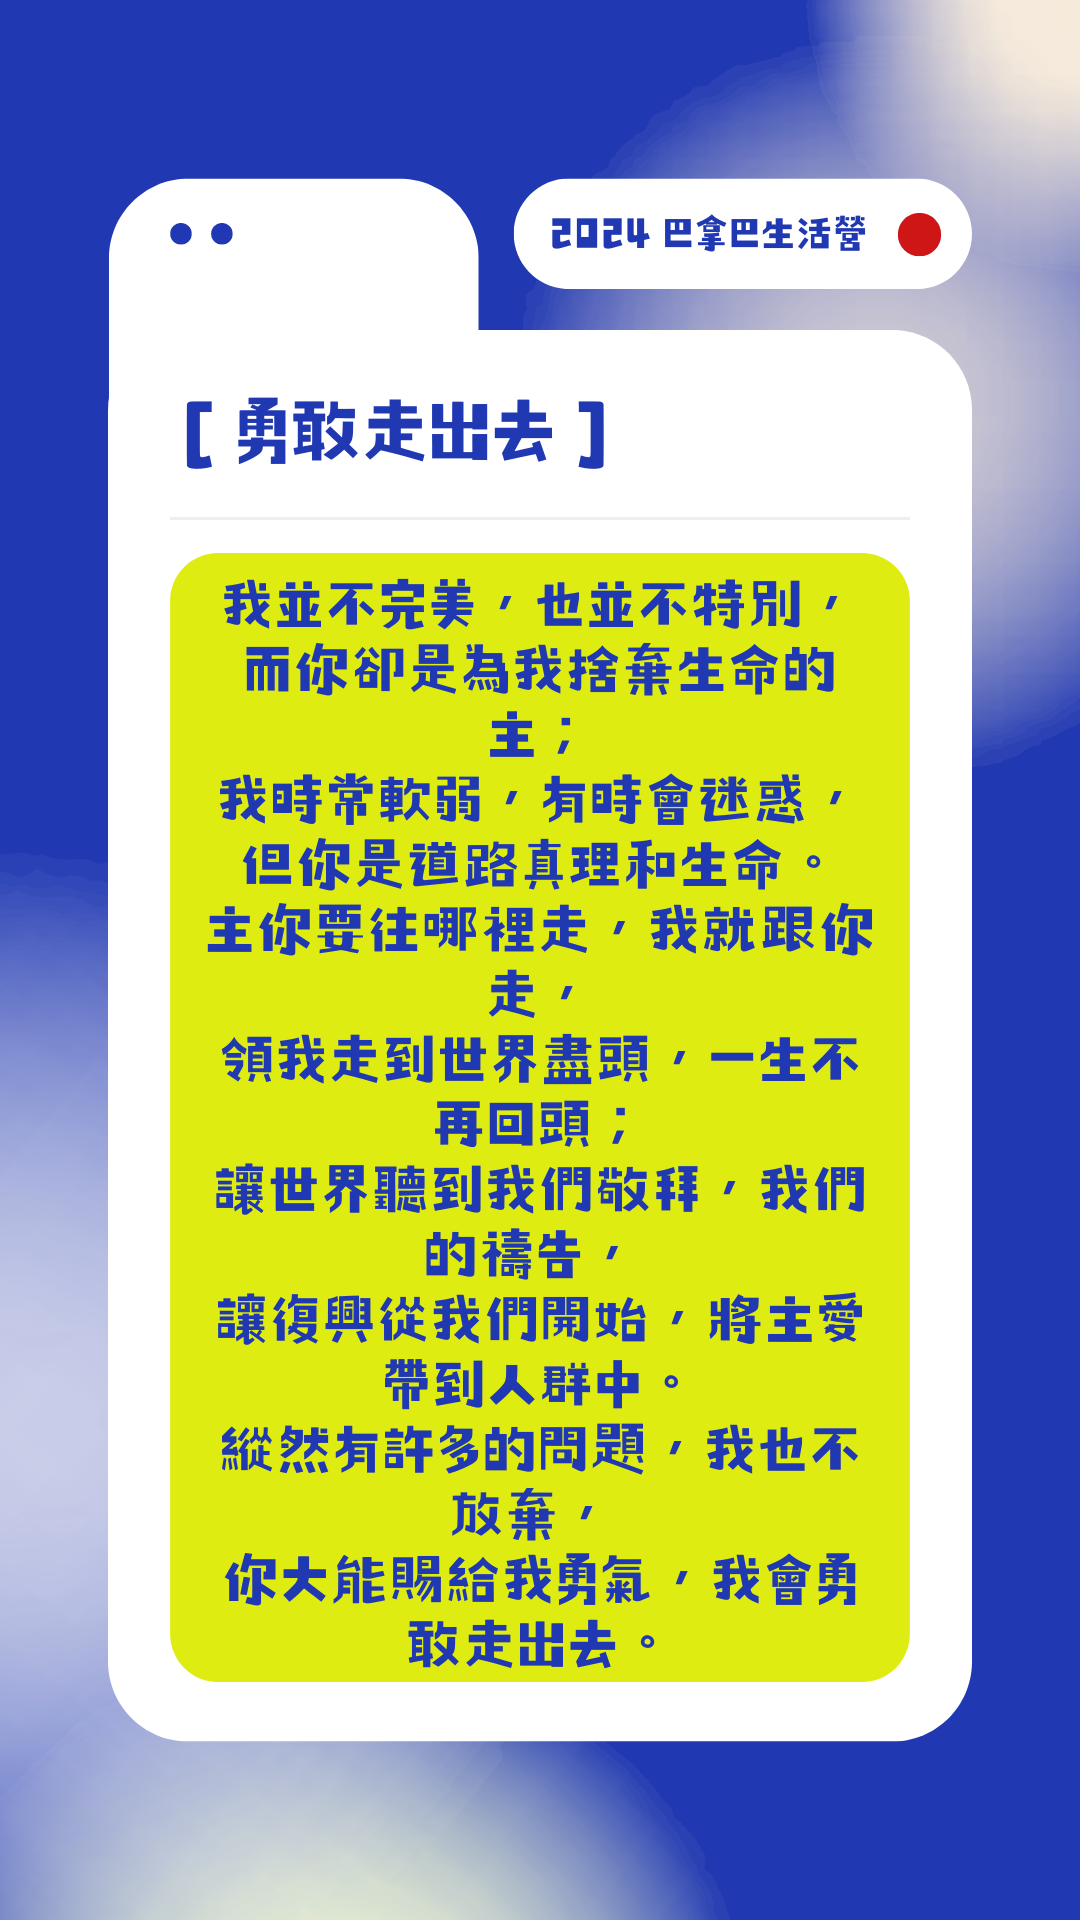 2024 巴拿巴生活營
[ 勇敢走出去 ]
我並不完美，也並不特別，
而你卻是為我捨棄生命的
主；
我時常軟弱，有時會迷惑，
但你是道路真理和生命。
主你要往哪裡走，我就跟你
走，
領我走到世界盡頭，一生不
再回頭；
讓世界聽到我們敬拜，我們
的禱告，
讓復興從我們開始，將主愛
帶到人群中。
縱然有許多的問題，我也不
放棄，
你大能賜給我勇氣，我會勇
敢走出去。